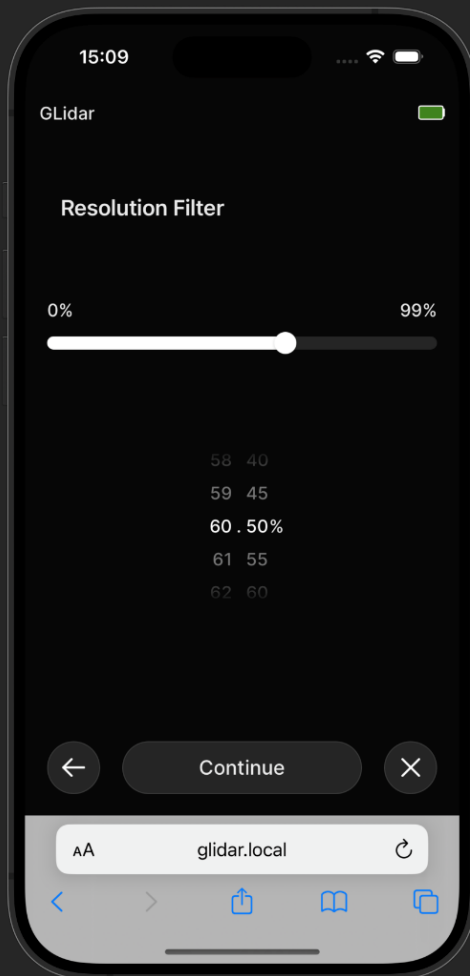 15:09
GLidar
Resolution Filter
0% 99%
58 40
59 45
60 . 50%
61 55
62 60
Continue
AA glidar.local